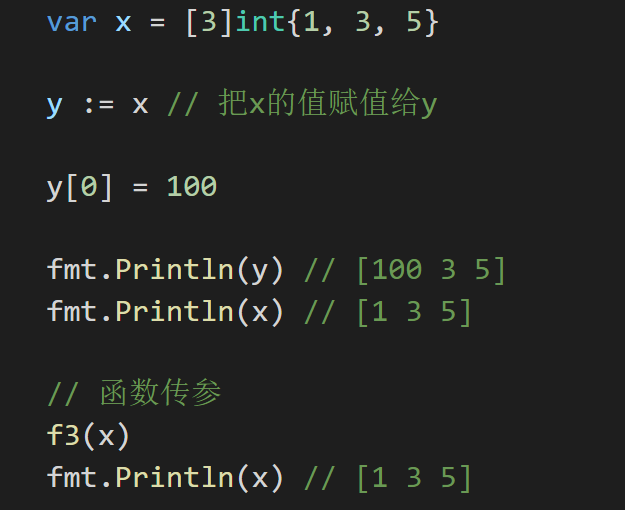 var x = [3]int{1, 3, 5}
y := x // 把x的值赋值给y
y[0] = 100
fmt.Println(y) // [100 3 5]
fmt.Println(x) // [1 3 5]
// 函数传参
f3(x)
fmt.Println(x) // [1 3 5]